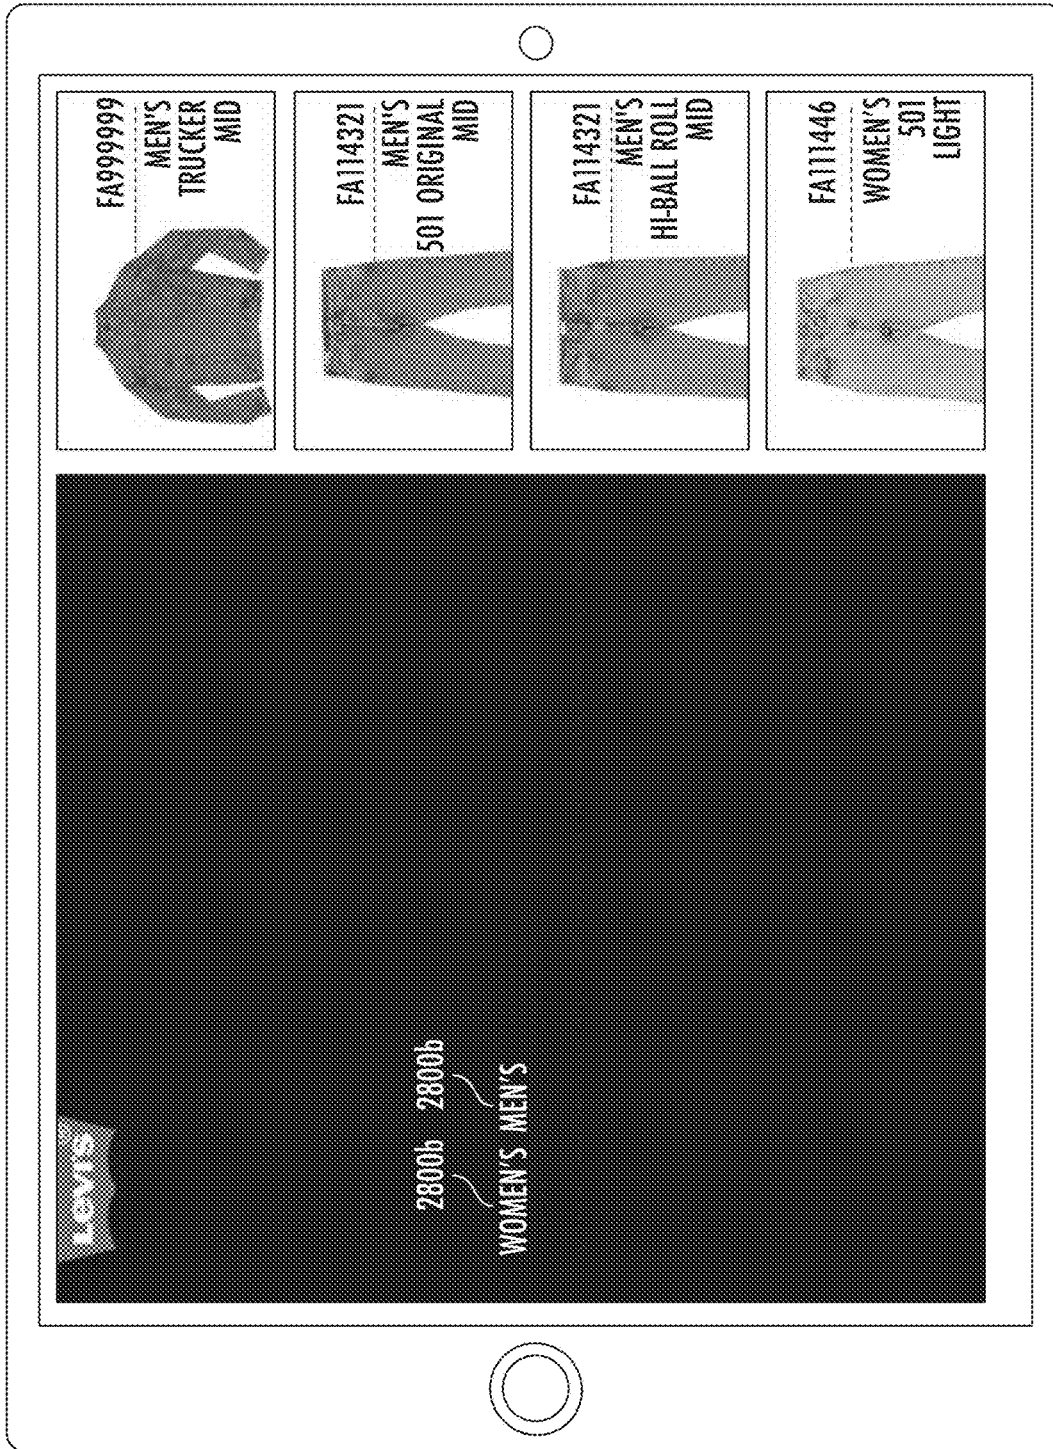 LEVI'S
2800b 2800b
WOMEN'S MEN'S
FA999999
MEN'S
TRUCKER
MID
FA114321
MEN'S
501 ORIGINAL
MID
FA114321
MEN'S
HI-BALL ROLL
MID
FA111446
WOMEN'S
501
LIGHT